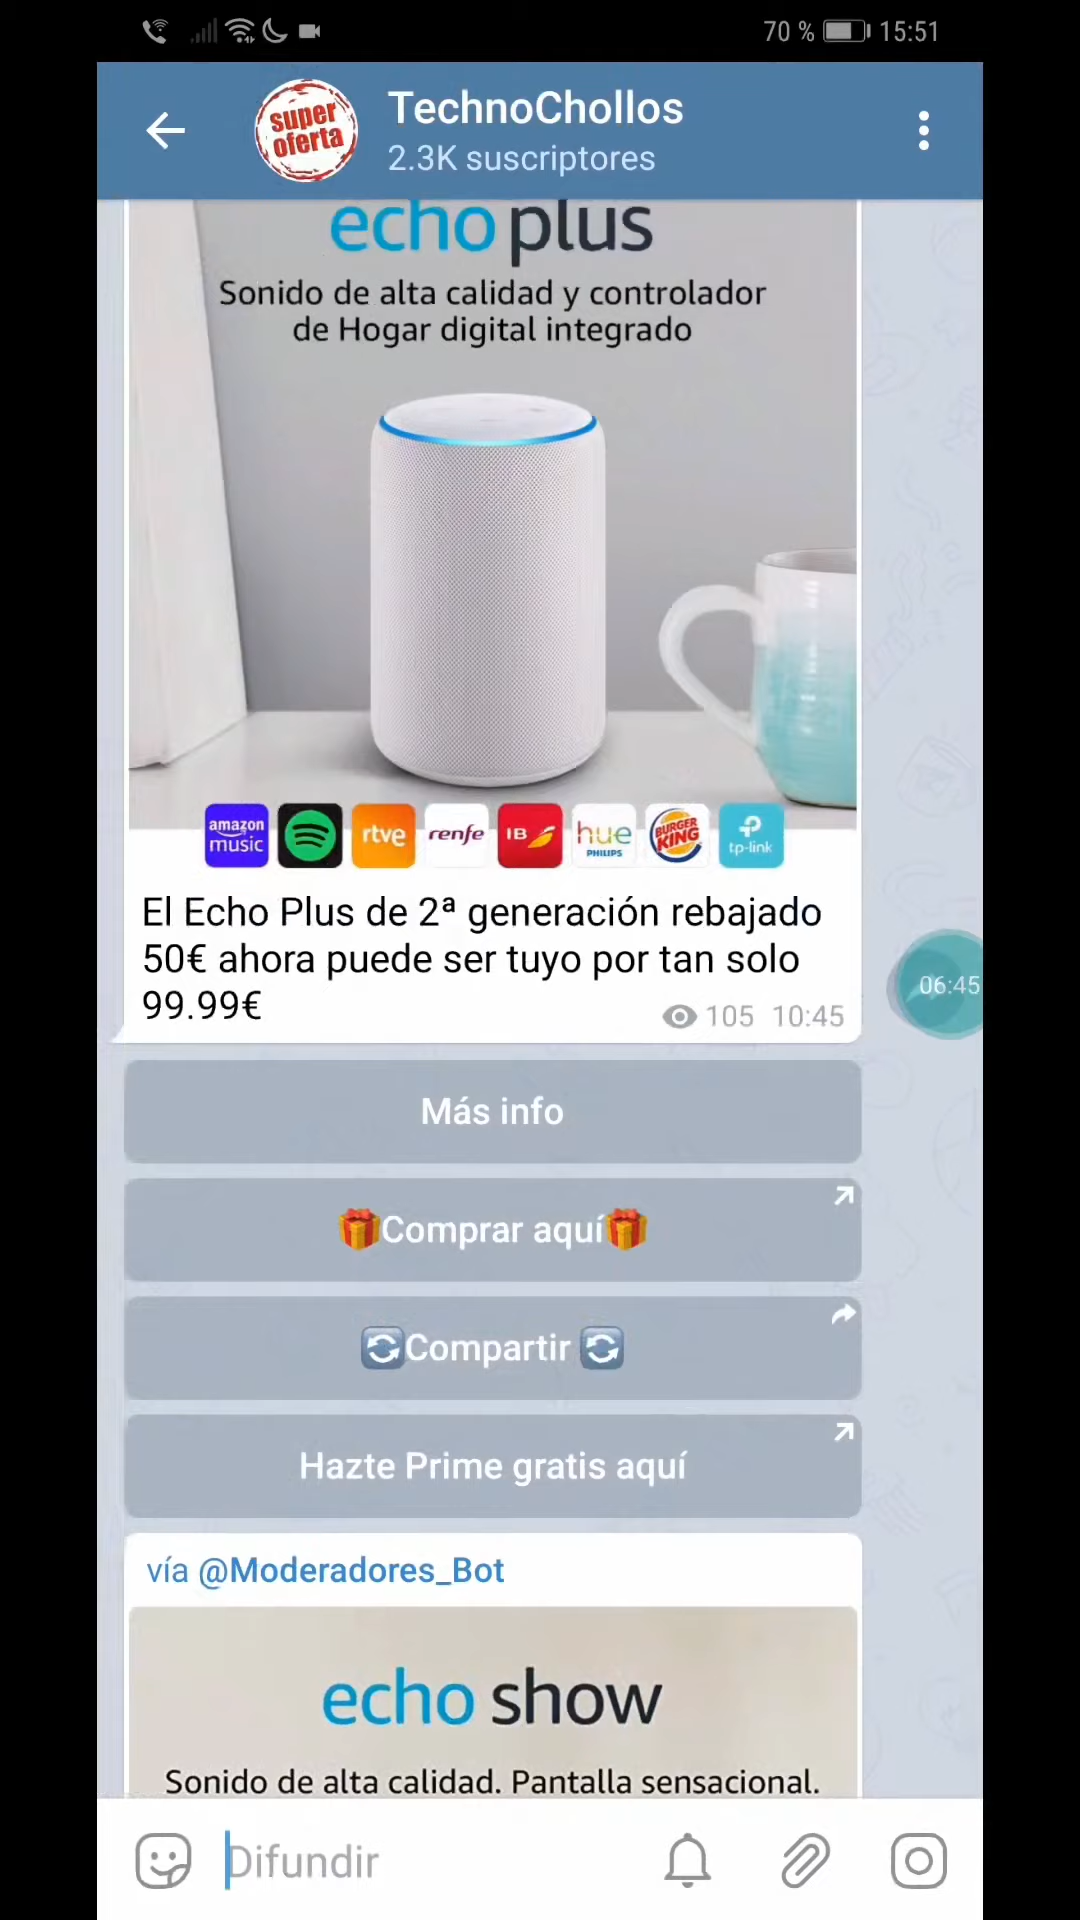 70 % 15:51
super
oferta
TechnoChollos
2.3K suscriptores
echo plus
Sonido de alta calidad y controlador
de Hogar digital integrado
amazon
music
rtve
renfe
IB
hue
PHILIPS
BURGER
KING
tp-link
El Echo Plus de 2ª generación rebajado
50€ ahora puede ser tuyo por tan solo
99.99€
105 10:45
06:45
Más info
🎁Comprar aquí🎁
🔄Compartir 🔄
Hazte Prime gratis aquí
vía @Moderadores_Bot
echo show
Sonido de alta calidad. Pantalla sensacional.
Difundir